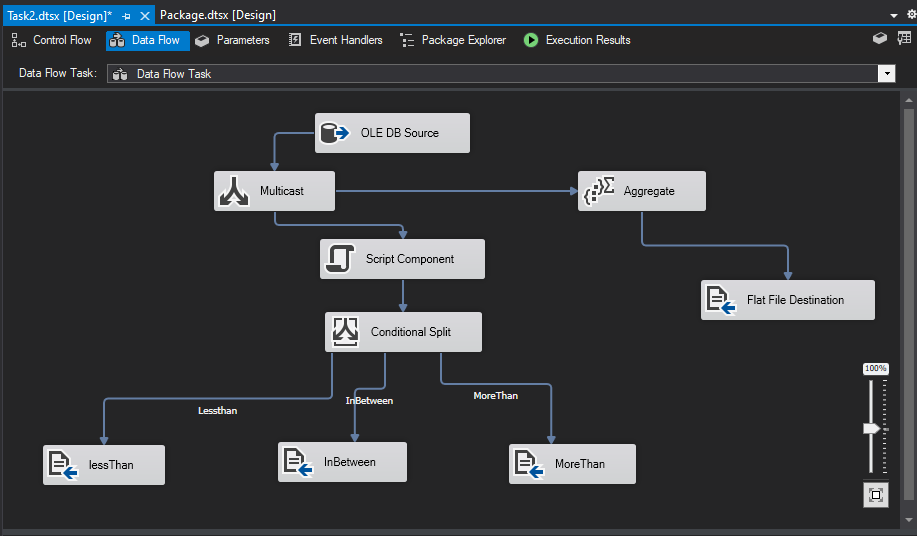 Task2.dtsx [Design]* Package.dtsx [Design]
Control Flow Data Flow Parameters Event Handlers Package Explorer Execution Results
Data Flow Task: Data Flow Task
OLE DB Source
Multicast Aggregate
Script Component
Flat File Destination
Conditional Split
100%
Lessthan InBetween MoreThan
lessThan InBetween MoreThan